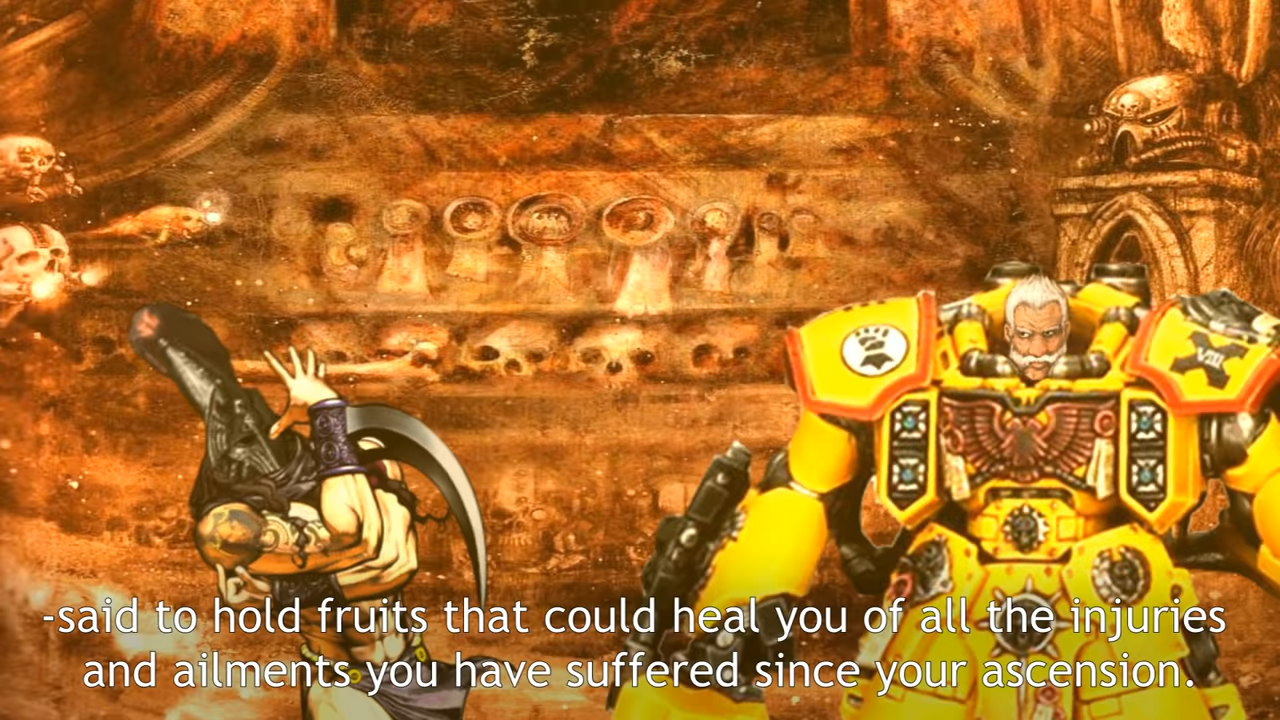 VIII
-said to hold fruits that could heal you of all the injuries
and ailments you have suffered since your ascension.